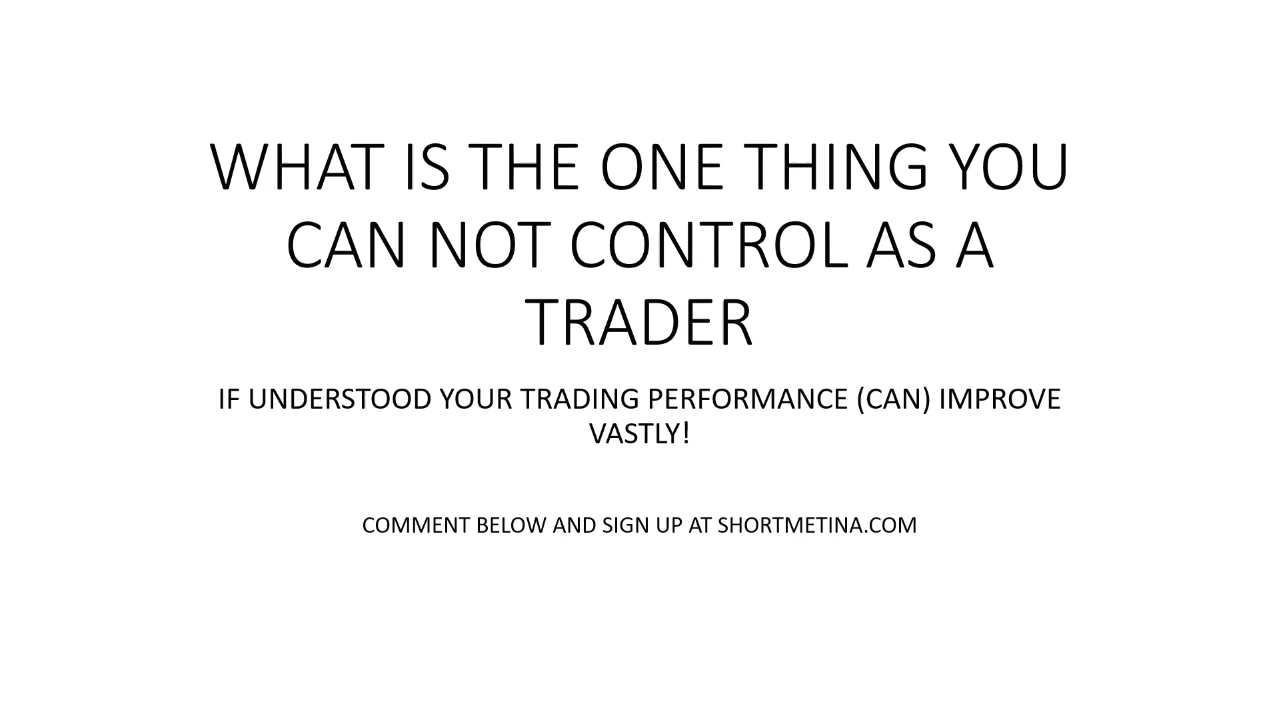 WHAT IS THE ONE THING YOU
CAN NOT CONTROL AS A
TRADER
IF UNDERSTOOD YOUR TRADING PERFORMANCE (CAN) IMPROVE
VASTLY!
COMMENT BELOW AND SIGN UP AT SHORTMETINA.COM